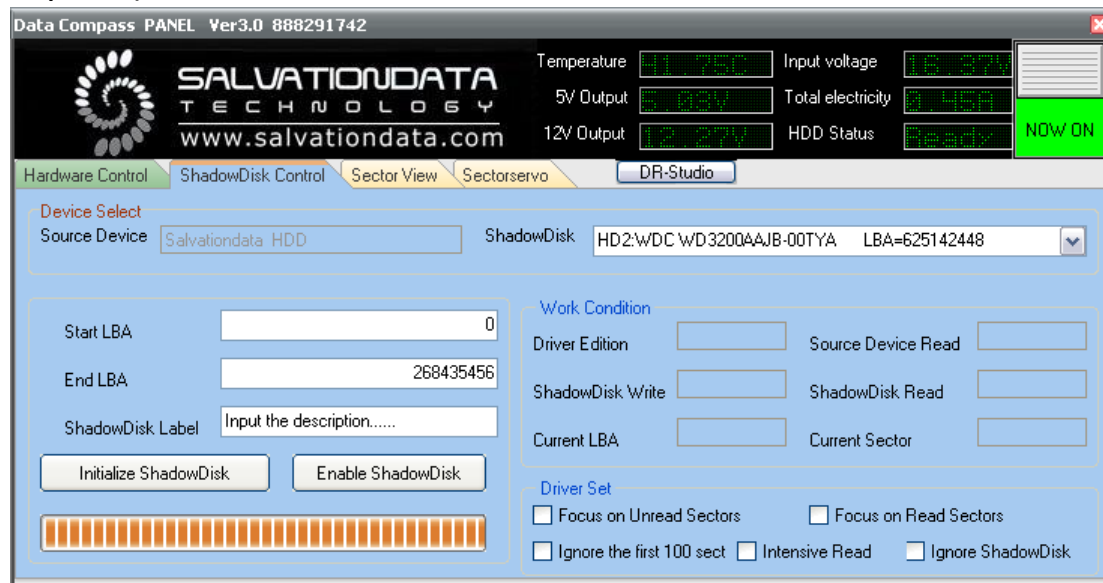 Data Compass PANEL Ver3.0 888291742
SALVATIONDATA
TECHNOLOGY
www.salvationdata.com
Temperature 41.75C Input voltage 16.37V
5V Output 5.03V Total electricity 0.45A
12V Output 12.27V HDD Status Ready
NOW ON
Hardware Control ShadowDisk Control Sector View Sectorservo DR-Studio
Device Select
Source Device Salvationdata HDD ShadowDisk HD2:WDC WD3200AAJB-00TYA LBA=625142448
Start LBA 0
End LBA 268435456
ShadowDisk Label Input the description......
Initialize ShadowDisk Enable ShadowDisk
Work Condition
Driver Edition Source Device Read
ShadowDisk Write ShadowDisk Read
Current LBA Current Sector
Driver Set
Focus on Unread Sectors Focus on Read Sectors
Ignore the first 100 sect Intensive Read Ignore ShadowDisk